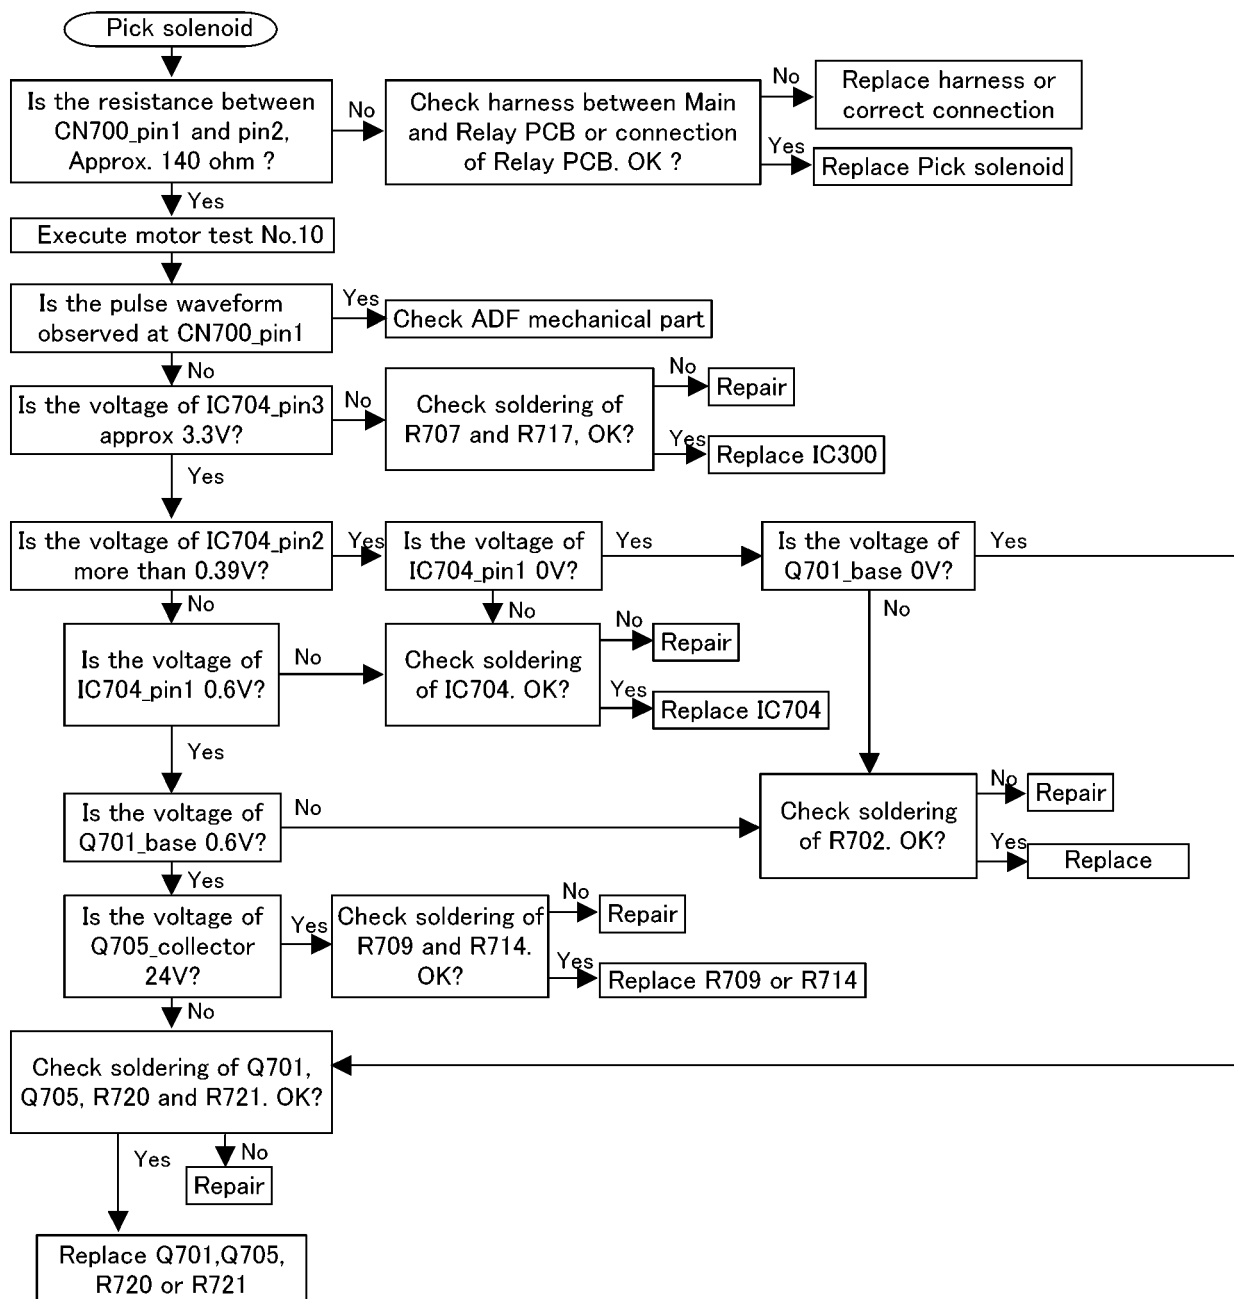 Pick solenoid
Is the resistance between
CN700_pin1 and pin2,
Approx. 140 ohm ?
No
Check harness between Main
and Relay PCB or connection
of Relay PCB. OK ?
No
Replace harness or
correct connection
Yes
Replace Pick solenoid
Yes
Execute motor test No.10
Is the pulse waveform
observed at CN700_pin1
Yes
Check ADF mechanical part
No
Is the voltage of IC704_pin3
approx 3.3V?
No
Check soldering of
R707 and R717, OK?
No
Repair
Yes
Replace IC300
Yes
Is the voltage of IC704_pin2
more than 0.39V?
Yes
Is the voltage of
IC704_pin1 0V?
Yes
Is the voltage of
Q701_base 0V?
Yes
No
No
No
Is the voltage of
IC704_pin1 0.6V?
No
Check soldering
of IC704. OK?
No
Repair
Yes
Replace IC704
Yes
Is the voltage of
Q701_base 0.6V?
No
Check soldering
of R702. OK?
No
Repair
Yes
Replace
Yes
Is the voltage of
Q705_collector
24V?
Yes
Check soldering of
R709 and R714.
OK?
No
Repair
Yes
Replace R709 or R714
No
Check soldering of Q701,
Q705, R720 and R721. OK?
Yes
No
Repair
Replace Q701,Q705,
R720 or R721